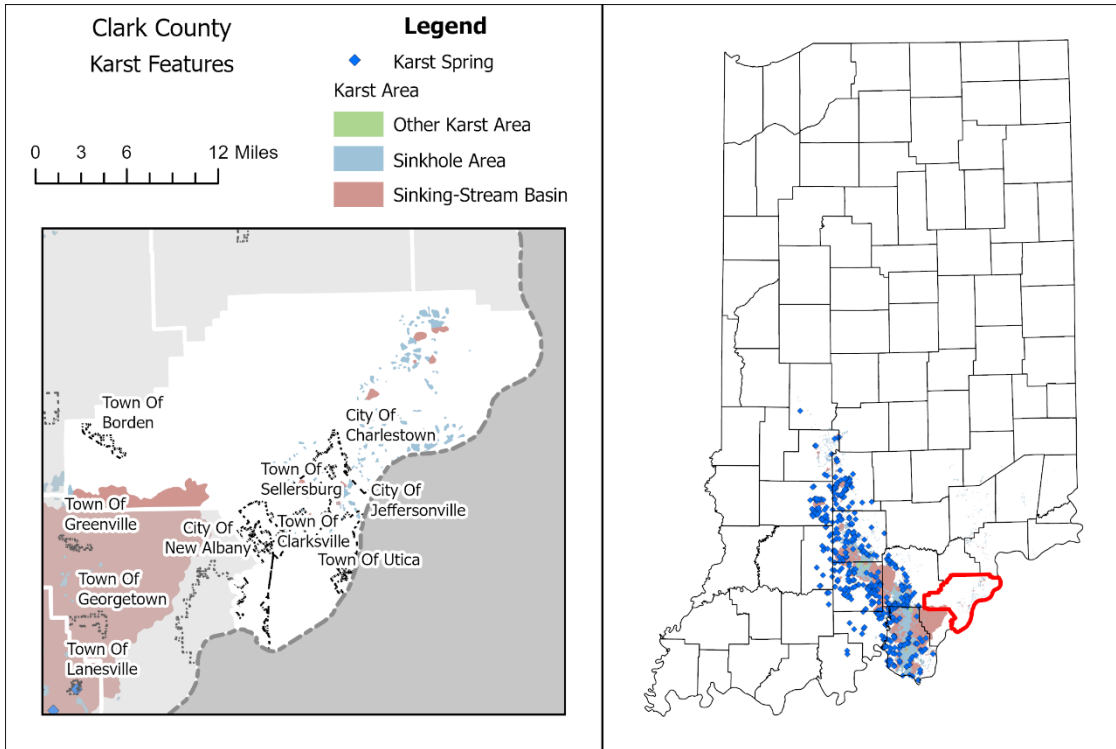 Clark County
Karst Features
0 3 6 12 Miles
Legend
Karst Spring
Karst Area
Other Karst Area
Sinkhole Area
Sinking-Stream Basin
Town Of
Borden
City Of
Charlestown
Town Of
Sellersburg
City Of
Jeffersonville
Town Of
Greenville
City Of
New Albany
Town Of
Clarksville
Town Of Utica
Town Of
Georgetown
Town Of
Lanesville